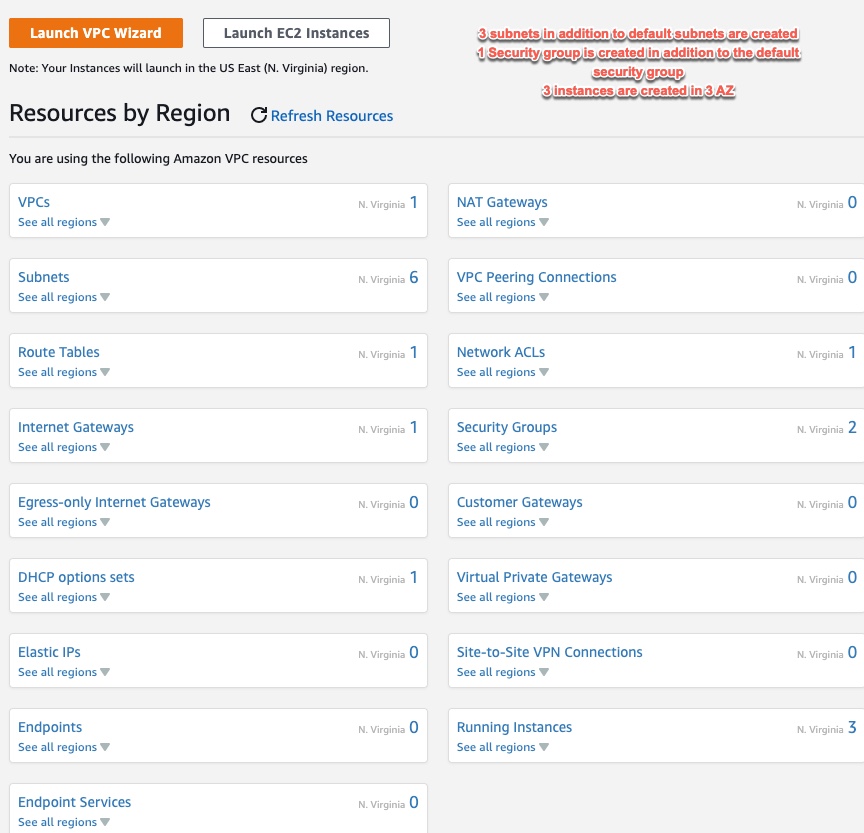 Launch VPC Wizard
Launch EC2 Instances
3 subnets in addition to default subnets are created
1 Security group is created in addition to the default
security group
3 instances are created in 3 AZ
Note: Your Instances will launch in the US East (N. Virginia) region.
Resources by Region
Refresh Resources
You are using the following Amazon VPC resources
VPCs N. Virginia 1
See all regions
NAT Gateways N. Virginia 0
See all regions
Subnets N. Virginia 6
See all regions
VPC Peering Connections N. Virginia 0
See all regions
Route Tables N. Virginia 1
See all regions
Network ACLs N. Virginia 1
See all regions
Internet Gateways N. Virginia 1
See all regions
Security Groups N. Virginia 2
See all regions
Egress-only Internet Gateways N. Virginia 0
See all regions
Customer Gateways N. Virginia 0
See all regions
DHCP options sets N. Virginia 1
See all regions
Virtual Private Gateways N. Virginia 0
See all regions
Elastic IPs N. Virginia 0
See all regions
Site-to-Site VPN Connections N. Virginia 0
See all regions
Endpoints N. Virginia 0
See all regions
Running Instances N. Virginia 3
See all regions
Endpoint Services N. Virginia 0
See all regions